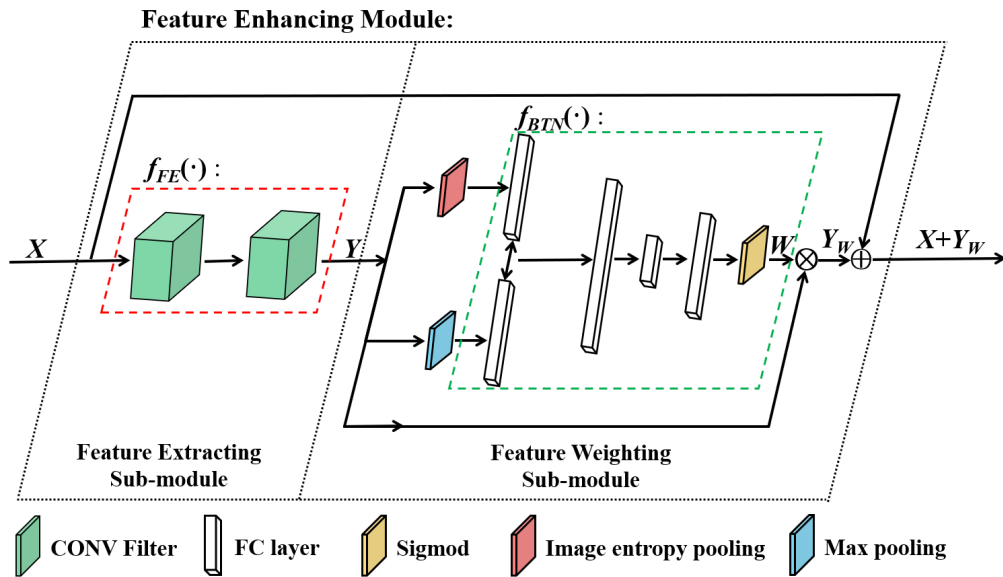 Feature Enhancing Module:
f_BTN(·) :
f_FE(·) :
X
Y
W
Y_W
X+Y_W
Feature Extracting
Sub-module
Feature Weighting
Sub-module
CONV Filter
FC layer
Sigmod
Image entropy pooling
Max pooling